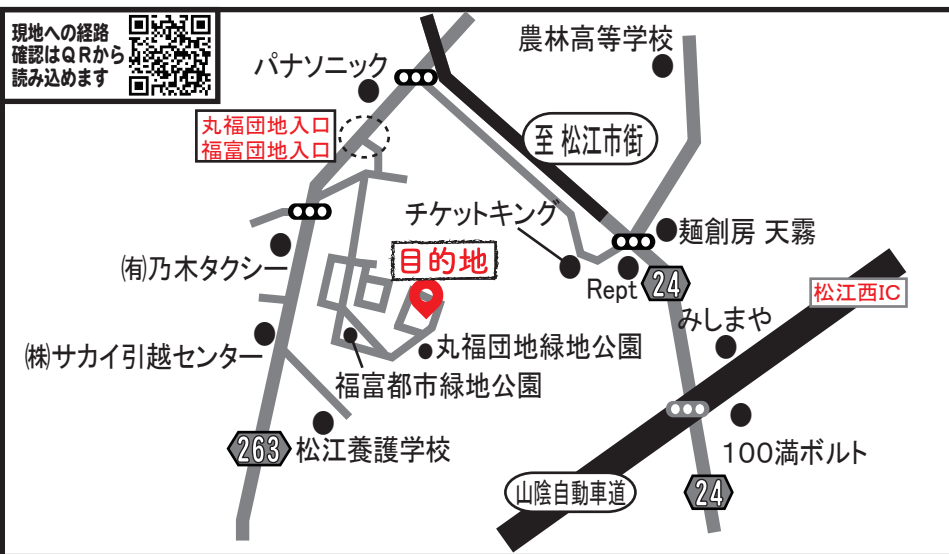 現地への経路
確認はQRから
読み込めます
農林高等学校
パナソニック
丸福団地入口
福富団地入口
至 松江市街
チケットキング
麺創房 天霧
㈲乃木タクシー
目的地
Rept
24
松江西IC
みしまや
㈱サカイ引越センター
丸福団地緑地公園
福富都市緑地公園
263
松江養護学校
100満ボルト
山陰自動車道
24